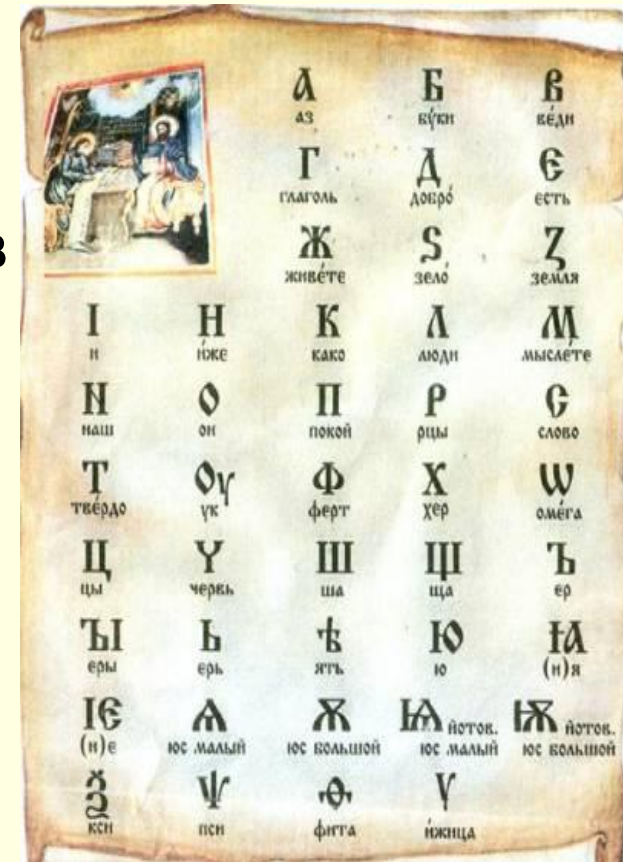 А Б В
аз бу́ки ве́ди
Г Д Є
глаголь добро́ есть
Ж Ѕ З
живе́те зело́ земля
І Н К Л М
и и́же како люди мысле́те
N О П Р С
наш он покой рцы слово
Т Оу Ф Х Ѡ
тве́рдо ук ферт хер оме́га
Ц Ч Ш Щ Ъ
цы червь ша ща ер
ЪІ Ь Ѣ Ю ІА
еры ерь ять ю (и)я
ІЄ Ѧ Ѫ Ѩ йотов. Ѭ йотов.
(и)е юс малый юс большой юс малый юс большой
Ѯ Ѱ Ѳ Ѵ
кси пси фита и́жица